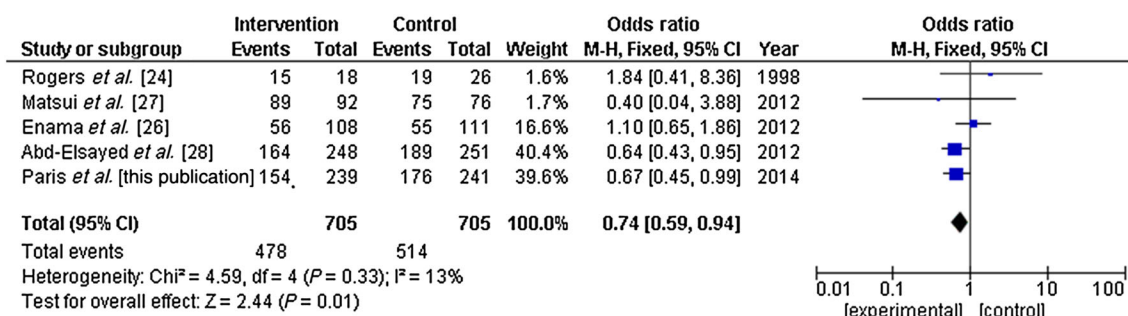 Intervention Control Odds ratio Odds ratio
Study or subgroup Events Total Events Total Weight M-H, Fixed, 95% CI Year M-H, Fixed, 95% CI
Rogers et al. [24] 15 18 19 26 1.6% 1.84 [0.41, 8.36] 1998
Matsui et al. [27] 89 92 75 76 1.7% 0.40 [0.04, 3.88] 2012
Enama et al. [26] 56 108 55 111 16.6% 1.10 [0.65, 1.86] 2012
Abd-Elsayed et al. [28] 164 248 189 251 40.4% 0.64 [0.43, 0.95] 2012
Paris et al. [this publication] 154 239 176 241 39.6% 0.67 [0.45, 0.99] 2014
Total (95% CI) 705 705 100.0% 0.74 [0.59, 0.94]
Total events 478 514
Heterogeneity: Chi² = 4.59, df = 4 (P = 0.33); I² = 13%
Test for overall effect: Z = 2.44 (P = 0.01)
0.01 0.1 1 10 100
[experimental] [control]